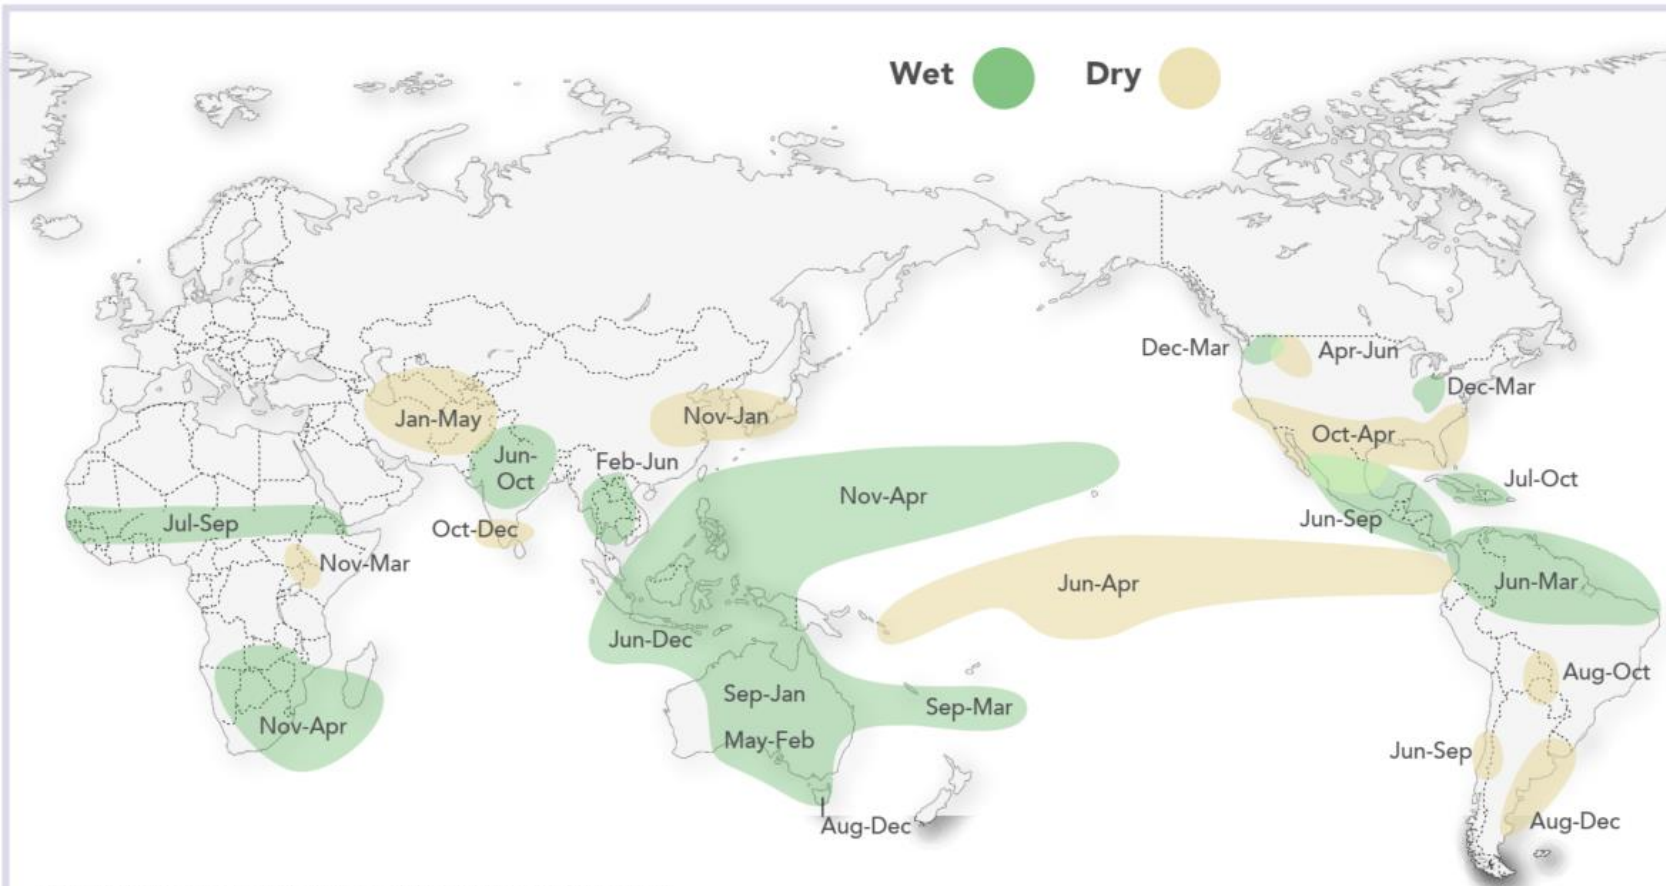 Wet
Dry
Dec-Mar
Apr-Jun
Dec-Mar
Jan-May
Nov-Jan
Oct-Apr
Jun-
Oct
Feb-Jun
Jul-Oct
Nov-Apr
Jul-Sep
Oct-Dec
Jun-Sep
Nov-Mar
Jun-Apr
Jun-Mar
Jun-Dec
Aug-Oct
Sep-Jan
Sep-Mar
Nov-Apr
May-Feb
Jun-Sep
Aug-Dec
Aug-Dec